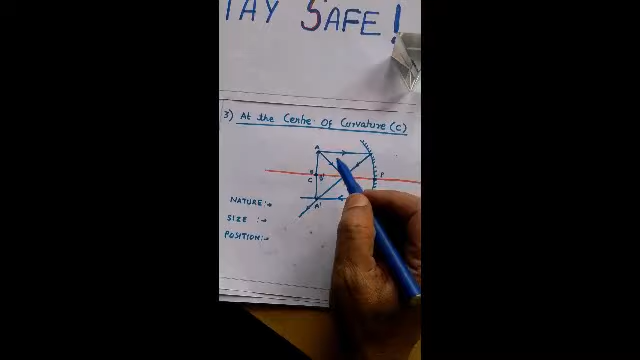 TAY SAFE!
3) At the Centre Of Curvature (C)
A
B
C
B'
P
A'
NATURE:-
SIZE :-
POSITION:-